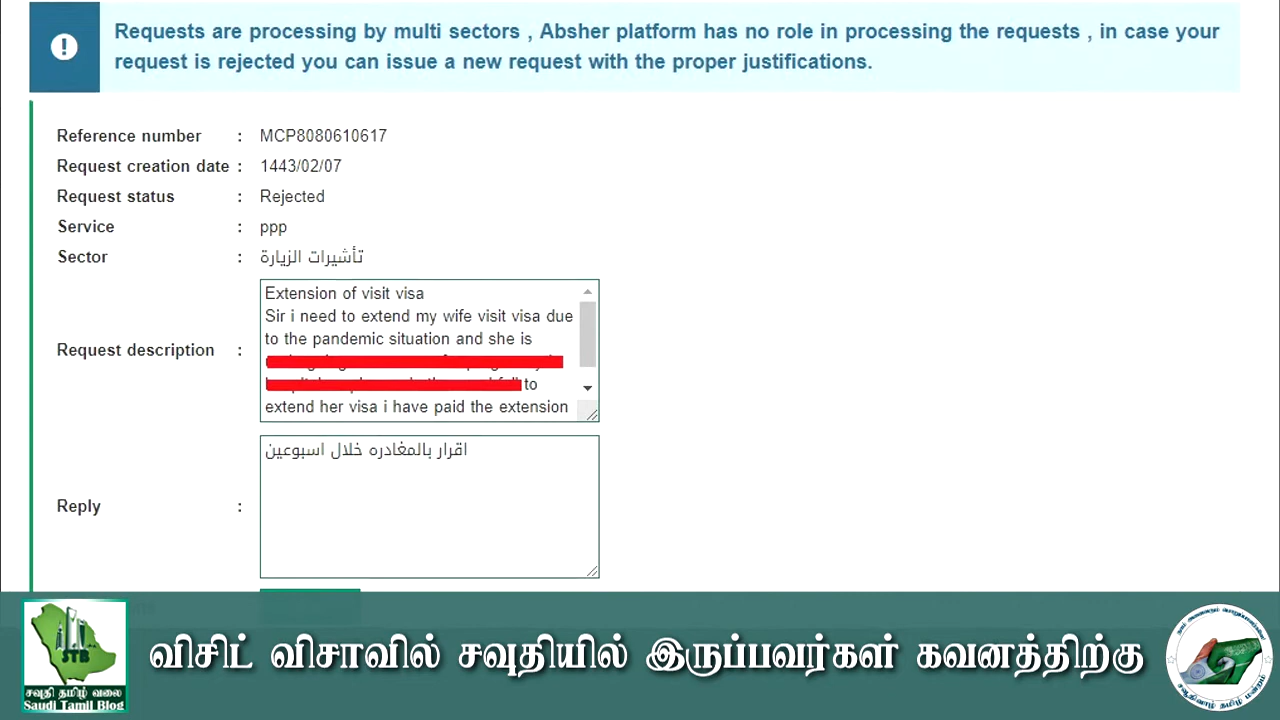 Requests are processing by multi sectors , Absher platform has no role in processing the requests , in case your
request is rejected you can issue a new request with the proper justifications.
Reference number : MCP8080610617
Request creation date : 1443/02/07
Request status : Rejected
Service : ppp
Sector : تأشيرات الزيارة
Extension of visit visa
Sir i need to extend my wife visit visa due
to the pandemic situation and she is
Request description :
to
extend her visa i have paid the extension
اقرار بالمغادره خلال اسبوعين
Reply :
விசிட் விசாவில் சவுதியில் இருப்பவர்கள் கவனத்திற்கு
STB
சவுதி தமிழ் வலை
Saudi Tamil Blog